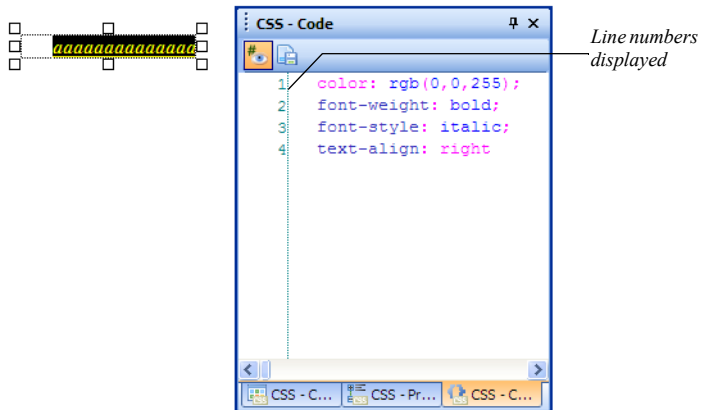 aaaaaaaaaaaaaa
CSS - Code
#
Line numbers
displayed
1 color: rgb(0,0,255);
2 font-weight: bold;
3 font-style: italic;
4 text-align: right
CSS - C...
CSS - Pr...
CSS - C...